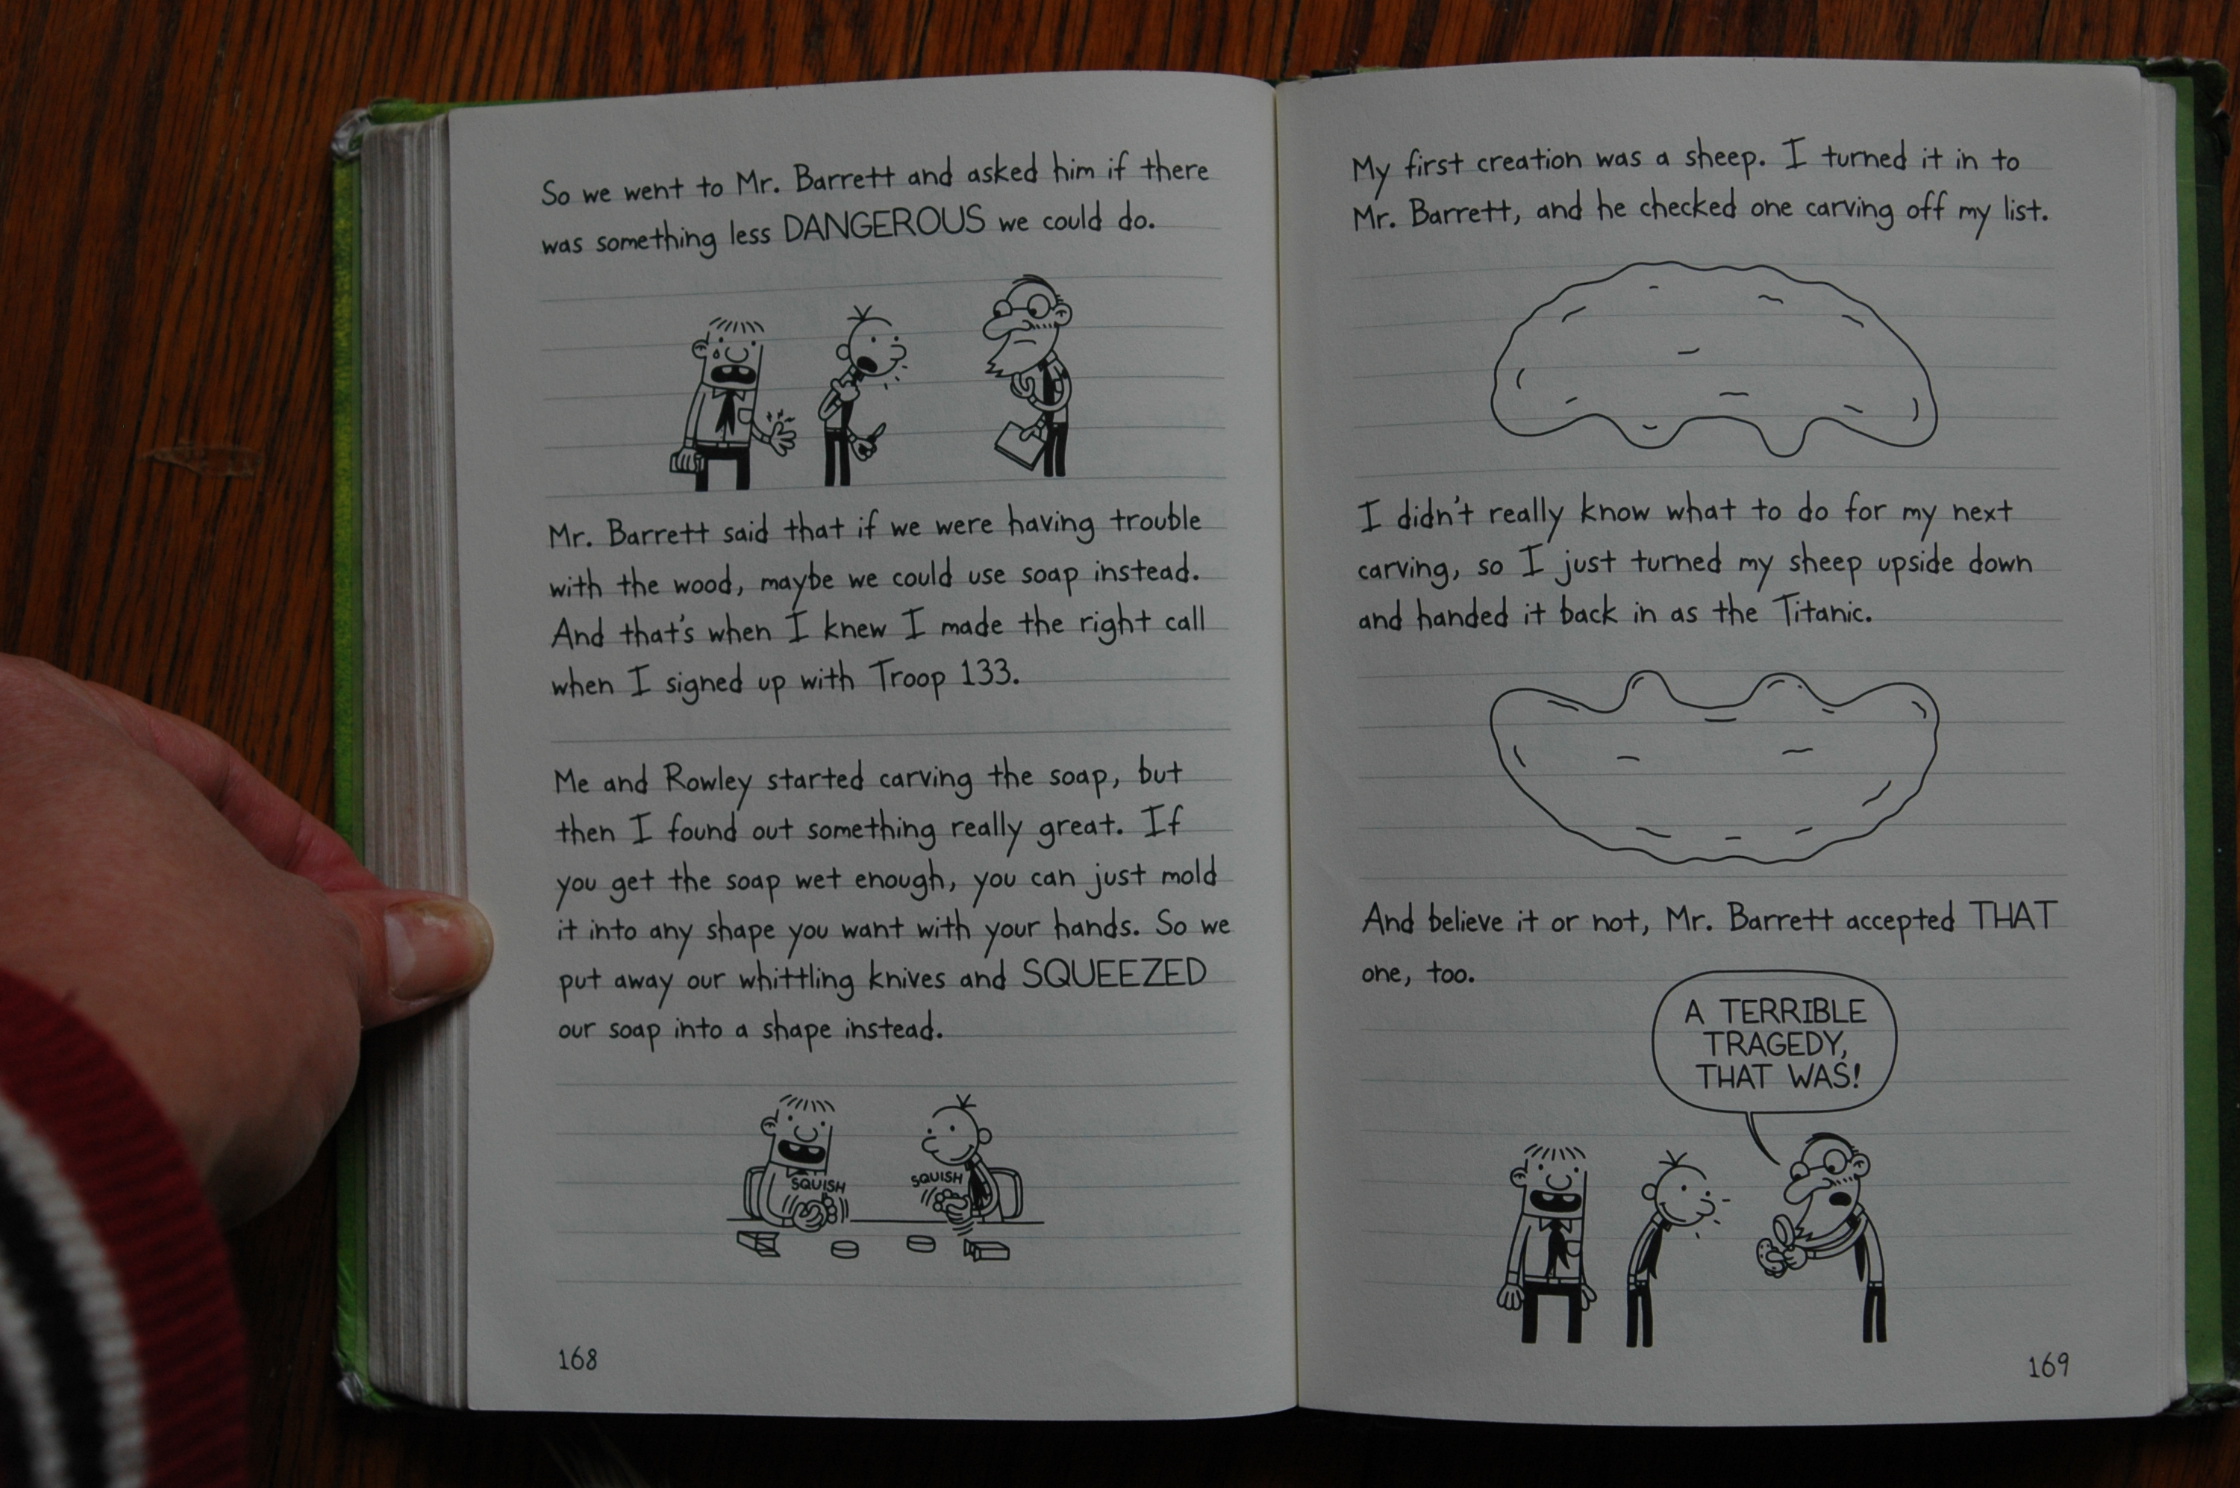 So we went to Mr. Barrett and asked him if there
was something less DANGEROUS we could do.
Mr. Barrett said that if we were having trouble
with the wood, maybe we could use soap instead.
And that's when I knew I made the right call
when I signed up with Troop 133.
Me and Rowley started carving the soap, but
then I found out something really great. If
you get the soap wet enough, you can just mold
it into any shape you want with your hands. So we
put away our whittling knives and SQUEEZED
our soap into a shape instead.
SQUISH
SQUISH
168
My first creation was a sheep. I turned it in to
Mr. Barrett, and he checked one carving off my list.
I didn't really know what to do for my next
carving, so I just turned my sheep upside down
and handed it back in as the Titanic.
And believe it or not, Mr. Barrett accepted THAT
one, too.
A TERRIBLE
TRAGEDY,
THAT WAS!
169